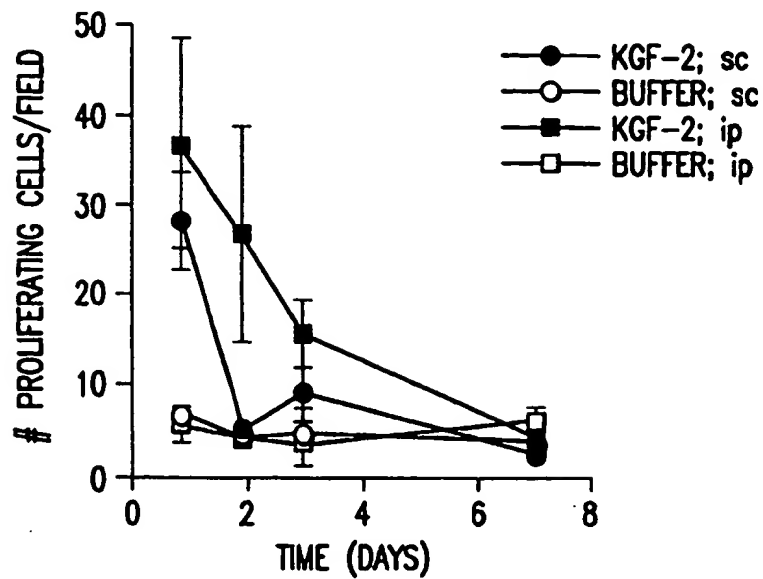 # PROLIFERATING CELLS/FIELD
50
40
30
20
10
0
0 2 4 6 8
TIME (DAYS)
KGF-2; sc
BUFFER; sc
KGF-2; ip
BUFFER; ip